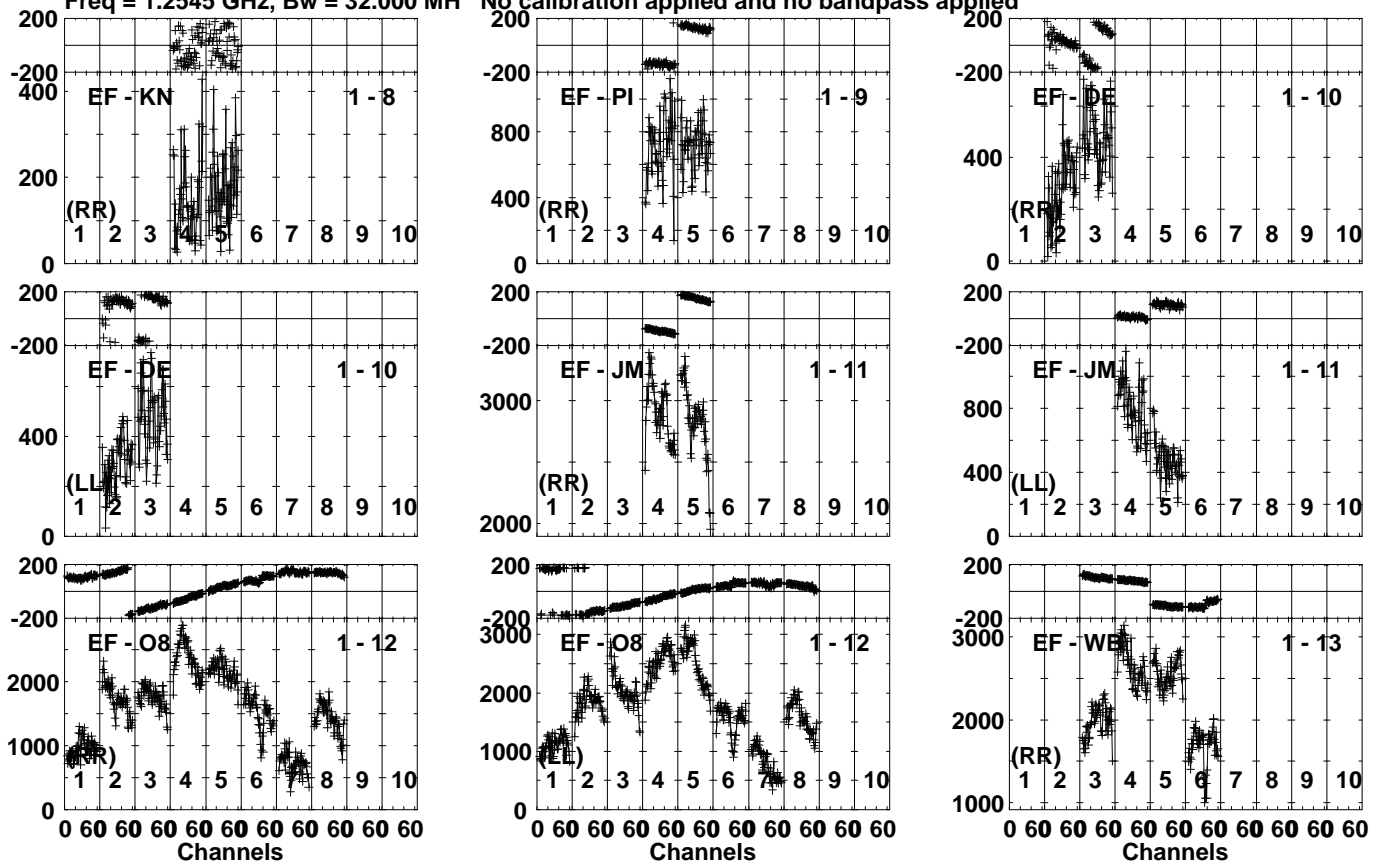 Freq = 1.2545 GHz, Bw = 32.000 MH No calibration applied and no bandpass applied
200 200 200
-200 -200 -200
400 EF - KN 1 - 8
EF - PI 1 - 9
EF - DE 1 - 10
800
400
200
400
(RR) (RR) (RR)
1 2 3 4 5 6 7 8 9 10
1 2 3 4 5 6 7 8 9 10
1 2 3 4 5 6 7 8 9 10
0 0 0
200 200 200
-200 -200 -200
EF - DE 1 - 10
EF - JM 1 - 11
EF - JM 1 - 11
3000
800
400
400
(LL) (RR) (LL)
1 2 3 4 5 6 7 8 9 10
1 2 3 4 5 6 7 8 9 10
1 2 3 4 5 6 7 8 9 10
0 2000 0
200 200 200
-200 -200 -200
EF - O8 1 - 12
3000 EF - O8 1 - 12
3000 EF - WB 1 - 13
2000 2000 2000
1000 1000
(RR) (LL) (RR)
1 2 3 4 5 6 7 8 9 10
1 2 3 4 5 6 7 8 9 10
1 2 3 4 5 6 7 8 9 10
0 0 1000
0 60 0 60 60 60 60 0 60 60 60 60 60
0 60 0 60 60 60 60 0 60 60 60 60 60
0 60 0 60 60 60 60 0 60 60 60 60 60
Channels Channels Channels